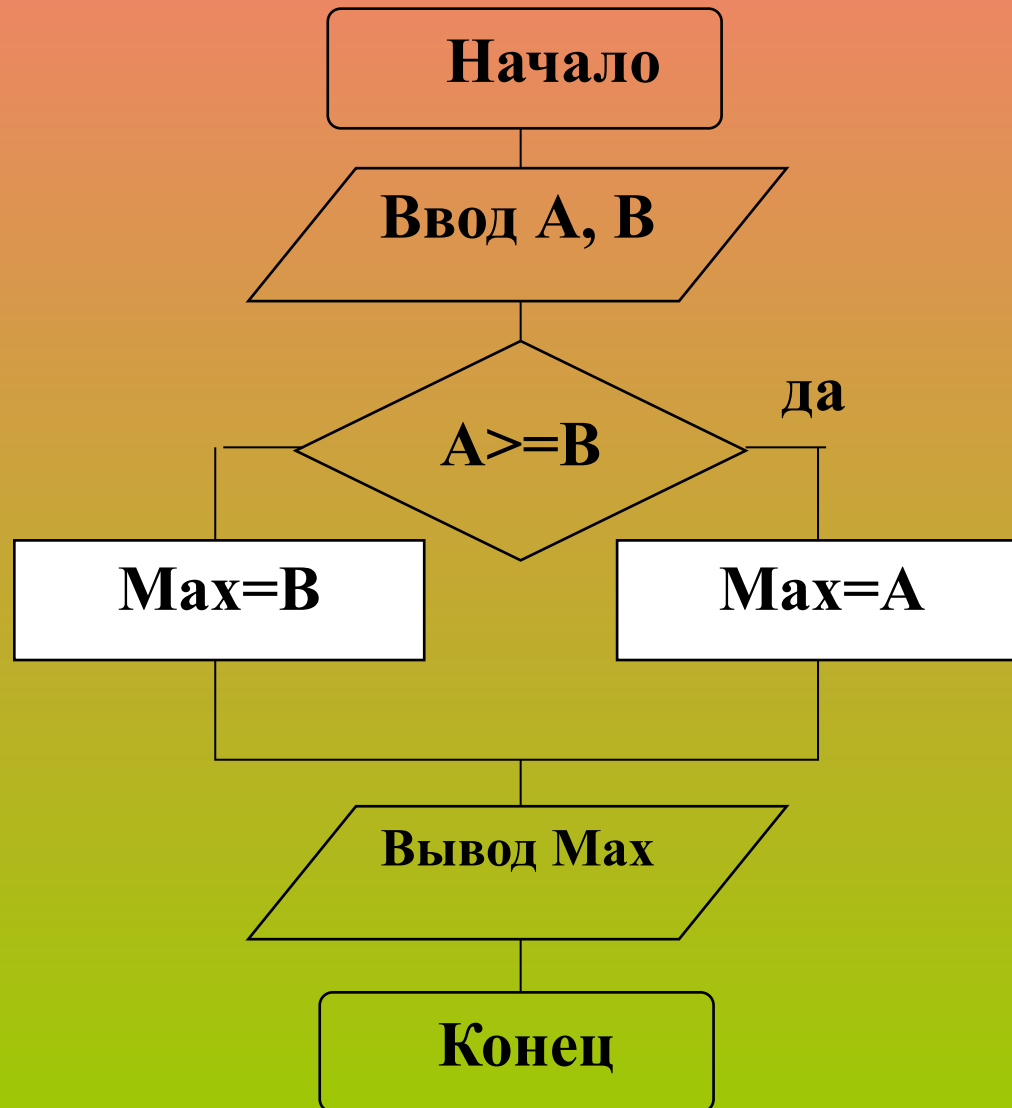 Начало
Ввод А, В
да
А>=В
Max=B
Max=A
Вывод Max
Конец